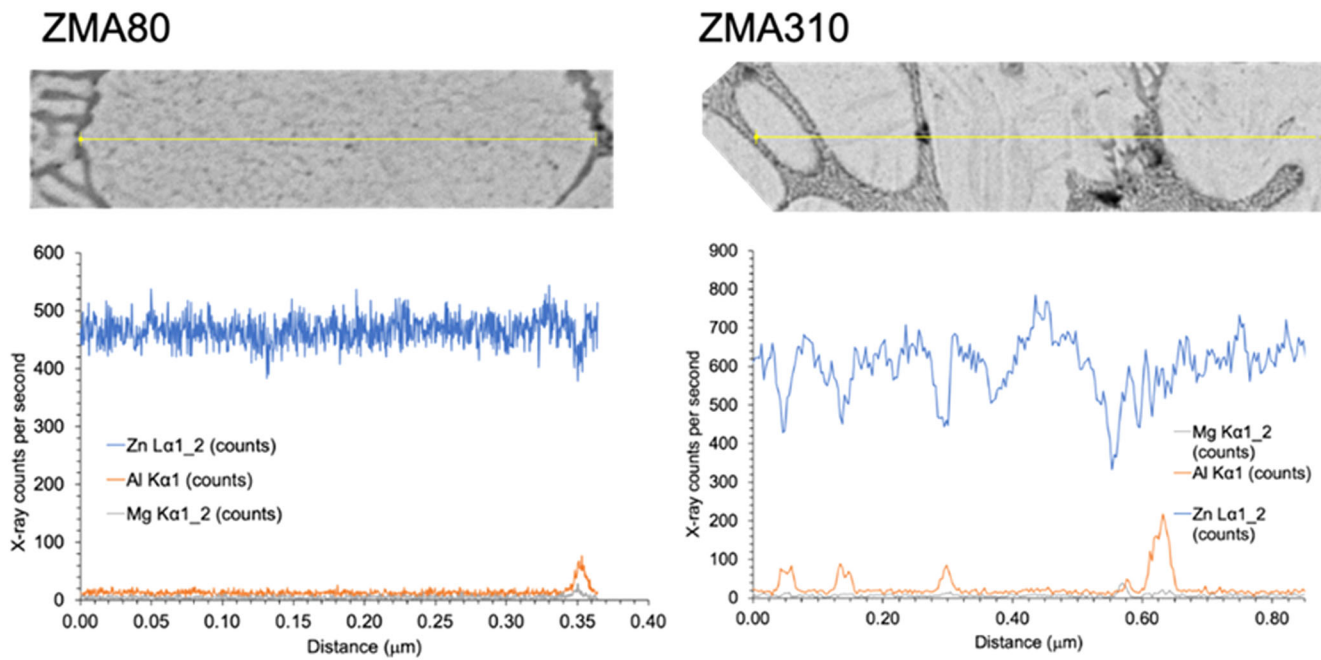 ZMA80
ZMA310
600
500
400
300
200
100
0
X-ray counts per second
Zn Lα1_2 (counts)
Al Kα1 (counts)
Mg Kα1_2 (counts)
0.00 0.05 0.10 0.15 0.20 0.25 0.30 0.35 0.40
Distance (μm)
900
800
700
600
500
400
300
200
100
0
X-ray counts per second
Mg Kα1_2
(counts)
Al Kα1 (counts)
Zn Lα1_2
(counts)
0.00 0.20 0.40 0.60 0.80
Distance (μm)